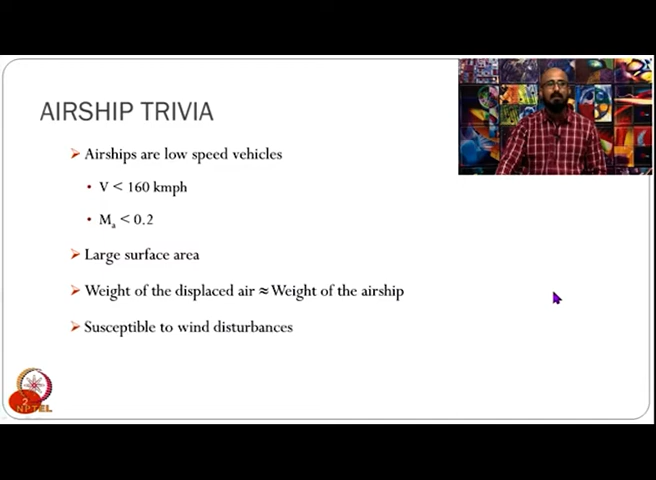 AIRSHIP TRIVIA
Airships are low speed vehicles
V < 160 kmph
Ma < 0.2
Large surface area
Weight of the displaced air ≈ Weight of the airship
Susceptible to wind disturbances
2
NPTEL